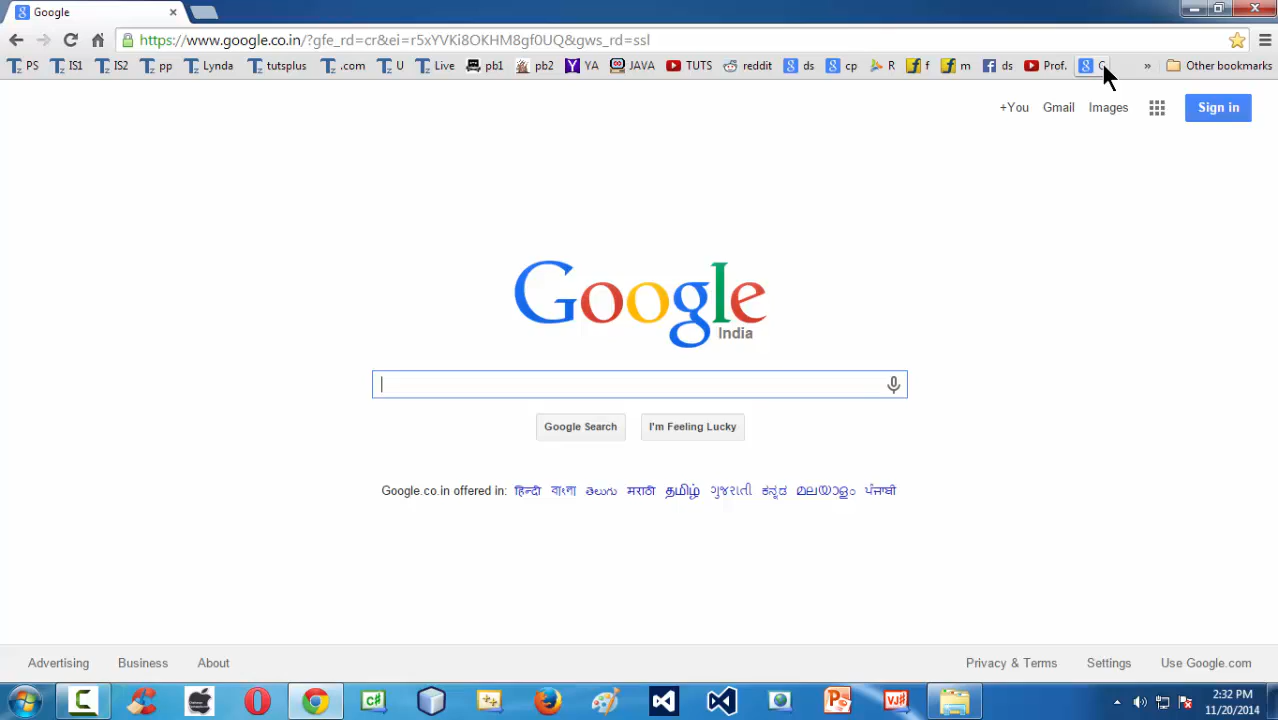 Google
https://www.google.co.in/?gfe_rd=cr&ei=r5xYVKi8OKHM8gf0UQ&gws_rd=ssl
PS IS1 IS2 pp Lynda tutsplus .com U Live pb1 pb2 YA JAVA TUTS reddit ds cp R f m ds Prof. » Other bookmarks
+You Gmail Images Sign in
Google
India
Google Search I'm Feeling Lucky
Google.co.in offered in: हिन्दी বাংলা తెలుగు मराठी தமிழ் ગુજરાતી ಕನ್ನಡ മലയാളം ਪੰਜਾਬੀ
Advertising Business About Privacy & Terms Settings Use Google.com
2:32 PM
11/20/2014